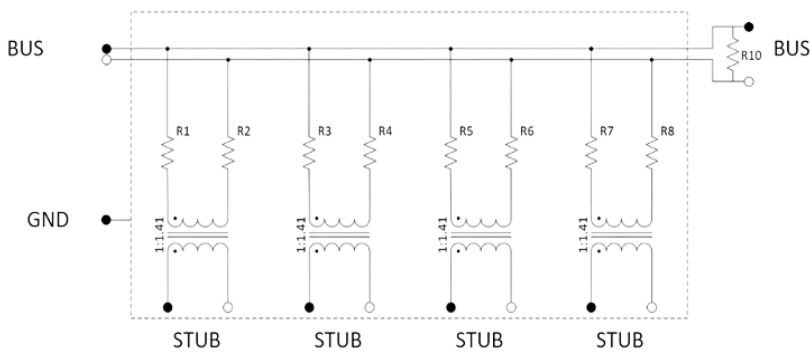 BUS
BUS
R10
R1
R2
R3
R4
R5
R6
R7
R8
GND
1:1.41
1:1.41
1:1.41
1:1.41
STUB
STUB
STUB
STUB